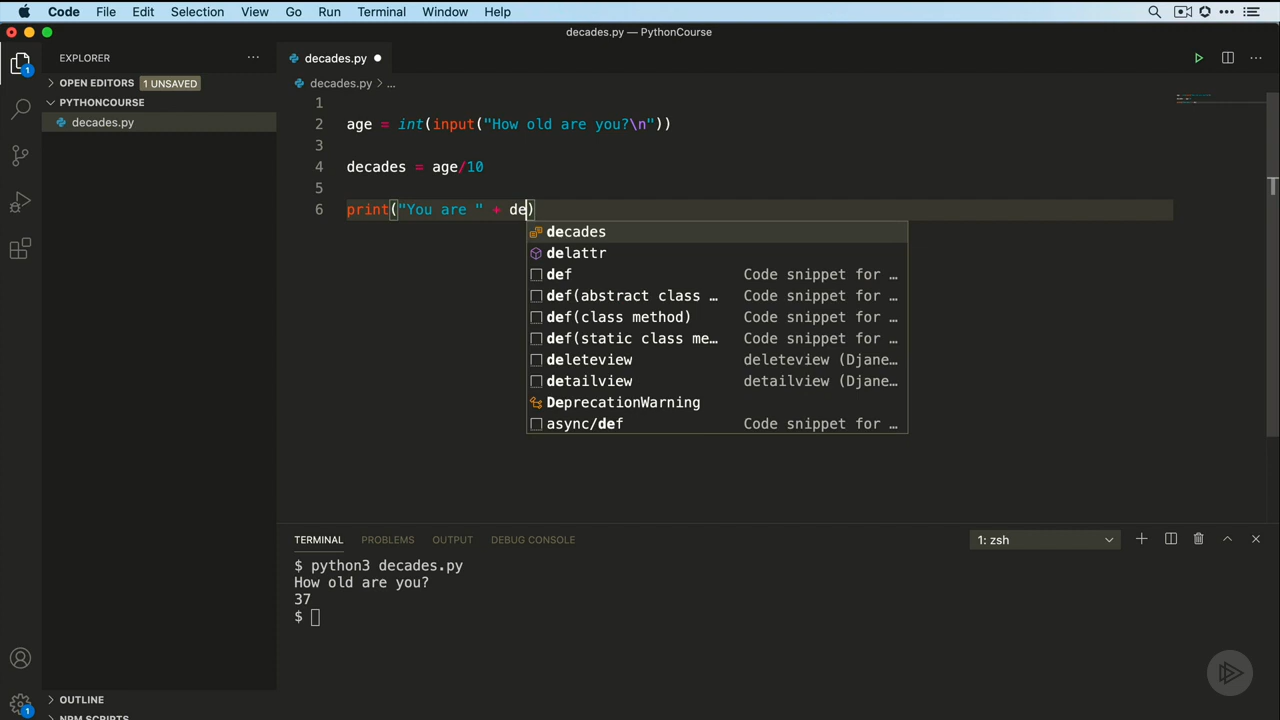 Code File Edit Selection View Go Run Terminal Window Help
decades.py — PythonCourse
EXPLORER
decades.py
OPEN EDITORS 1 UNSAVED
decades.py > ...
PYTHONCOURSE
1
decades.py
2 age = int(input("How old are you?\n"))
3
4 decades = age/10
5
6 print("You are " + de)
decades
delattr
def Code snippet for …
def(abstract class … Code snippet for …
def(class method) Code snippet for …
def(static class me… Code snippet for …
deleteview deleteview (Djane…
detailview detailview (Djane…
DeprecationWarning
async/def Code snippet for …
TERMINAL PROBLEMS OUTPUT DEBUG CONSOLE 1: zsh
$ python3 decades.py
How old are you?
37
$
1
OUTLINE
1
NPM SCRIPTS